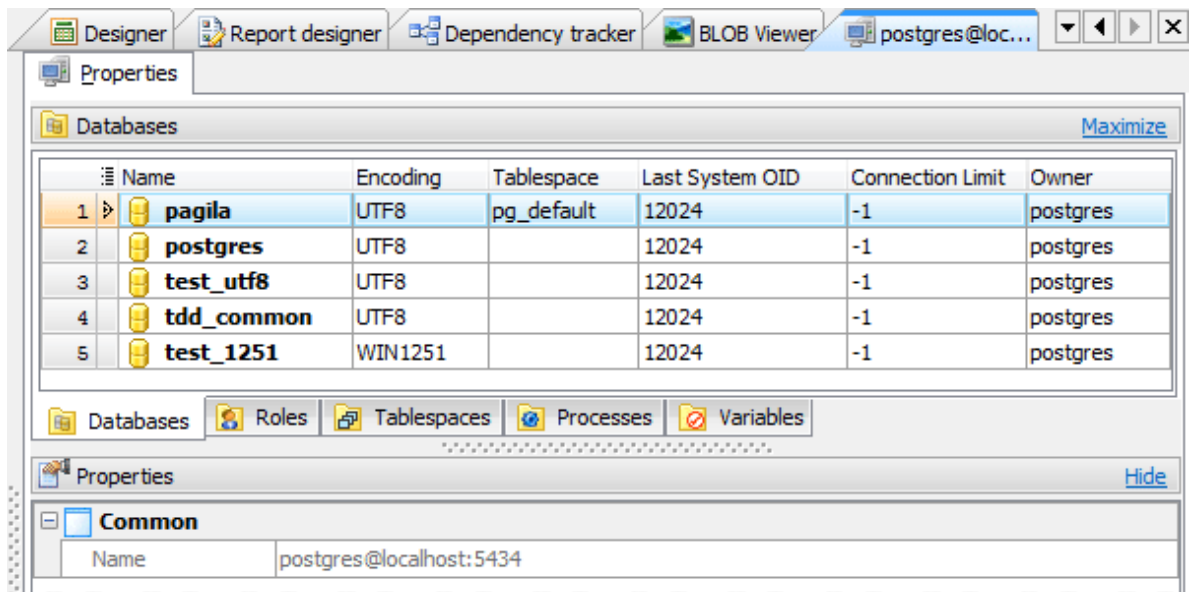 Designer Report designer Dependency tracker BLOB Viewer postgres@loc...
Properties
Databases Maximize
Name Encoding Tablespace Last System OID Connection Limit Owner
1 pagila UTF8 pg_default 12024 -1 postgres
2 postgres UTF8 12024 -1 postgres
3 test_utf8 UTF8 12024 -1 postgres
4 tdd_common UTF8 12024 -1 postgres
5 test_1251 WIN1251 12024 -1 postgres
Databases Roles Tablespaces Processes Variables
Properties Hide
Common
Name postgres@localhost:5434